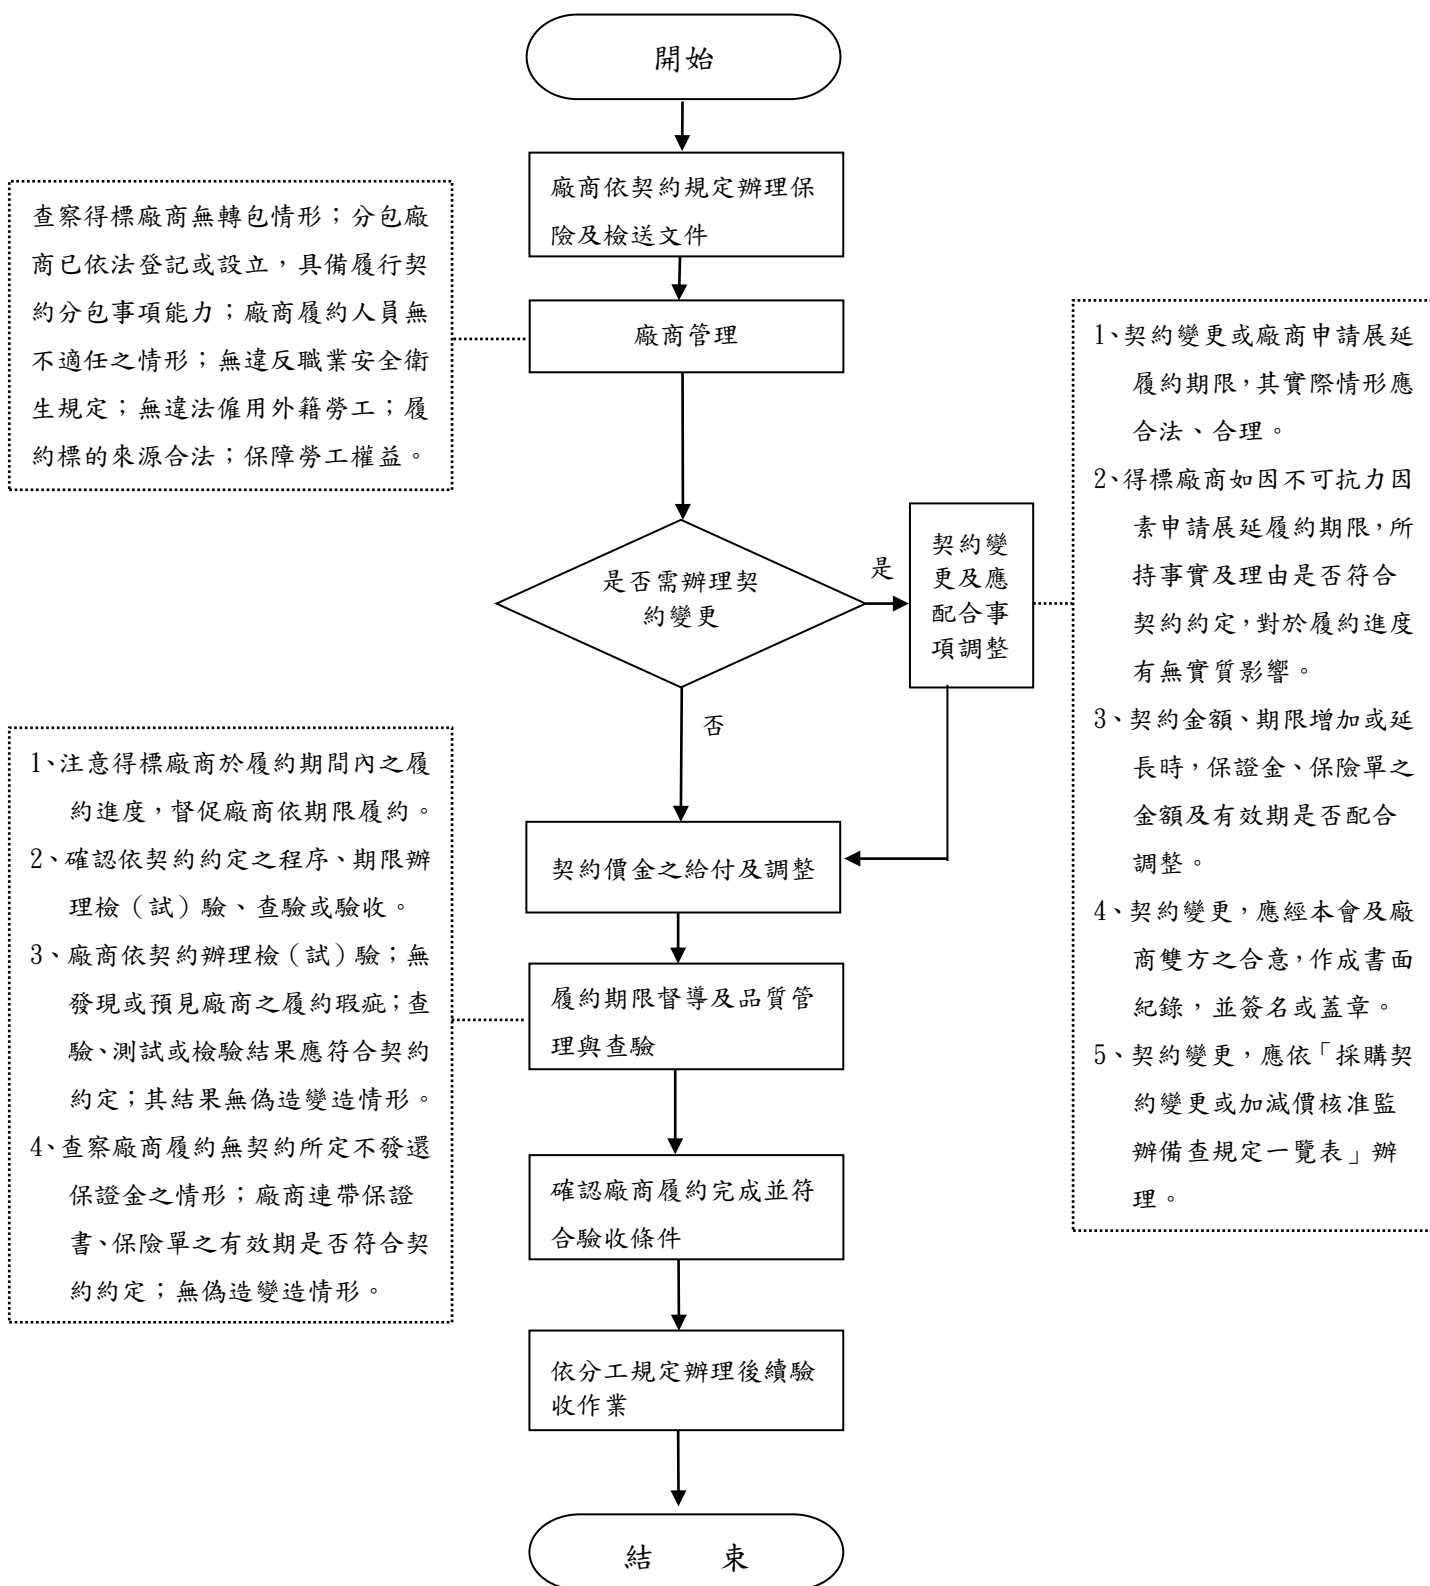 開始
廠商依契約規定辦理保
險及檢送文件
查察得標廠商無轉包情形；分包廠
商已依法登記或設立，具備履行契
約分包事項能力；廠商履約人員無
不適任之情形；無違反職業安全衛
生規定；無違法僱用外籍勞工；履
約標的來源合法；保障勞工權益。
廠商管理
是否需辦理契
約變更
是
否
契約變
更及應
配合事
項調整
1、契約變更或廠商申請展延
履約期限，其實際情形應
合法、合理。
2、得標廠商如因不可抗力因
素申請展延履約期限，所
持事實及理由是否符合
契約約定，對於履約進度
有無實質影響。
3、契約金額、期限增加或延
長時，保證金、保險單之
金額及有效期是否配合
調整。
4、契約變更，應經本會及廠
商雙方之合意，作成書面
紀錄，並簽名或蓋章。
5、契約變更，應依「採購契
約變更或加減價核准監
辦備查規定一覽表」辦
理。
契約價金之給付及調整
1、注意得標廠商於履約期間內之履
約進度，督促廠商依期限履約。
2、確認依契約約定之程序、期限辦
理檢（試）驗、查驗或驗收。
3、廠商依契約辦理檢（試）驗；無
發現或預見廠商之履約瑕疵；查
驗、測試或檢驗結果應符合契約
約定；其結果無偽造變造情形。
4、查察廠商履約無契約所定不發還
保證金之情形；廠商連帶保證
書、保險單之有效期是否符合契
約約定；無偽造變造情形。
履約期限督導及品質管
理與查驗
確認廠商履約完成並符
合驗收條件
依分工規定辦理後續驗
收作業
結　　束